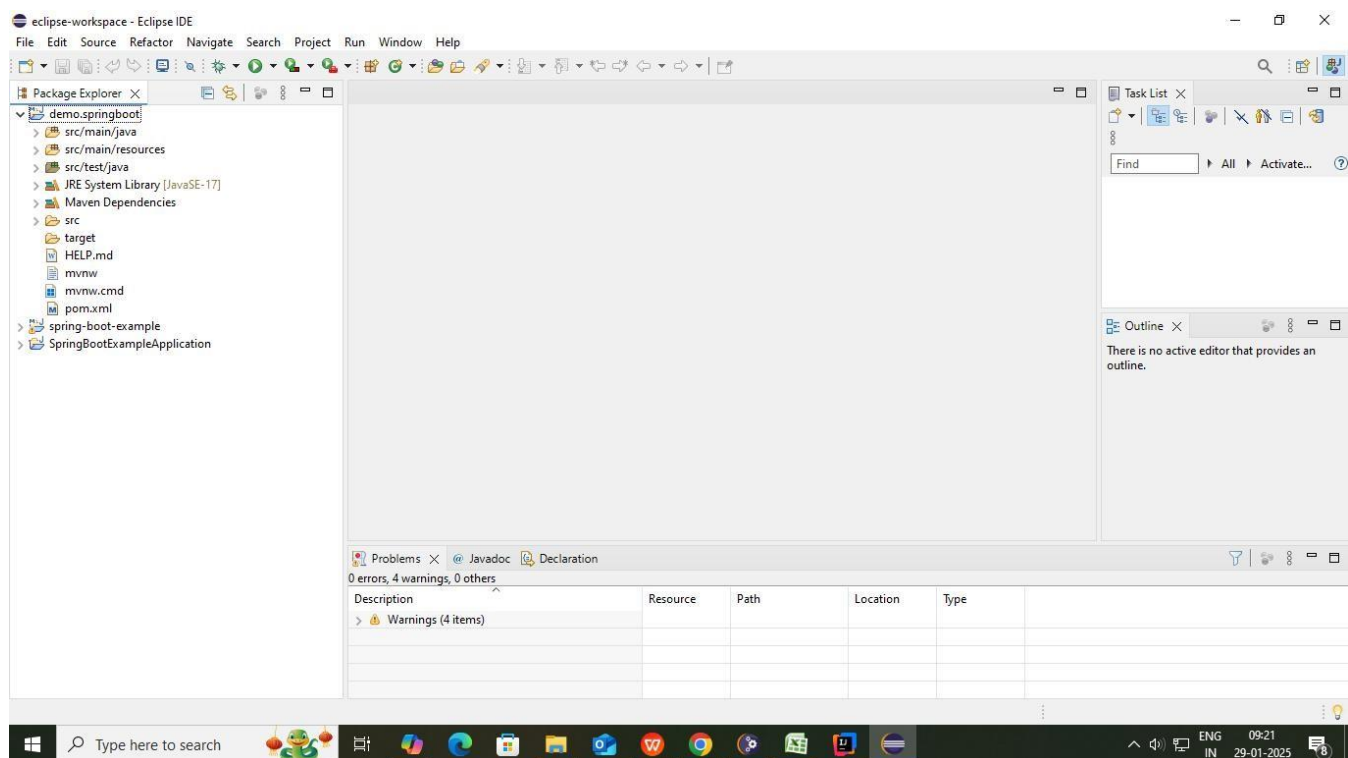 eclipse-workspace - Eclipse IDE
File Edit Source Refactor Navigate Search Project Run Window Help
Package Explorer
demo.springboot
src/main/java
src/main/resources
src/test/java
JRE System Library [JavaSE-17]
Maven Dependencies
src
target
HELP.md
mvnw
mvnw.cmd
pom.xml
spring-boot-example
SpringBootExampleApplication
Task List
Find All Activate...
Outline
There is no active editor that provides an
outline.
Problems @ Javadoc Declaration
0 errors, 4 warnings, 0 others
Description Resource Path Location Type
Warnings (4 items)
Type here to search
ENG 09:21
IN 29-01-2025
8